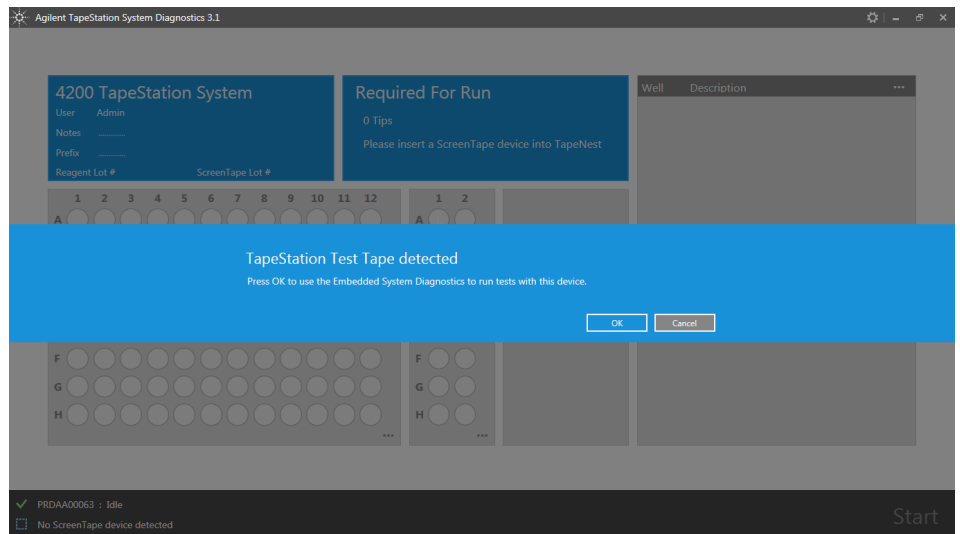 Agilent TapeStation System Diagnostics 3.1
4200 TapeStation System
User Admin
Notes
Prefix
Reagent Lot # ScreenTape Lot #
Required For Run
0 Tips
Please insert a ScreenTape device into TapeNest
Well Description ...
1 2 3 4 5 6 7 8 9 10 11 12
A
1 2
A
TapeStation Test Tape detected
Press OK to use the Embedded System Diagnostics to run tests with this device.
OK Cancel
F
G
H
...
F
G
H
...
PRDAA00063 : Idle
No ScreenTape device detected
Start